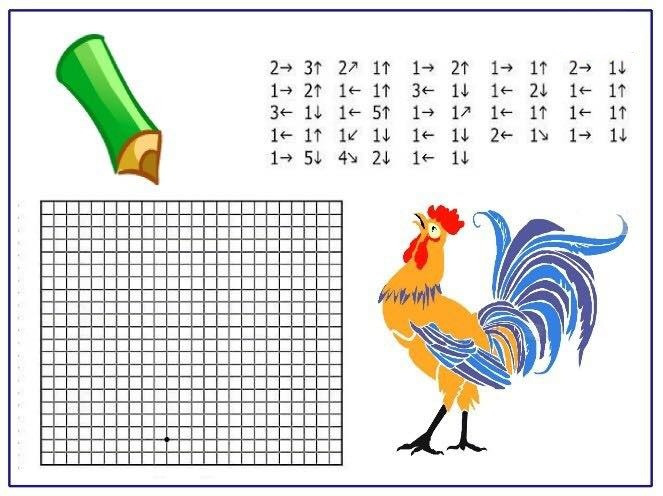 2→ 3↑ 2↗ 1↑ 1→ 2↑ 1→ 1↑ 2→ 1↓
1→ 2↑ 1← 1↑ 3← 1↓ 1← 2↓ 1← 1↑
3← 1↓ 1← 5↑ 1→ 1↗ 1← 1↑ 1← 1↑
1← 1↑ 1↙ 1↓ 1← 1↓ 2← 1↘ 1→ 1↓
1→ 5↓ 4↘ 2↓ 1← 1↓